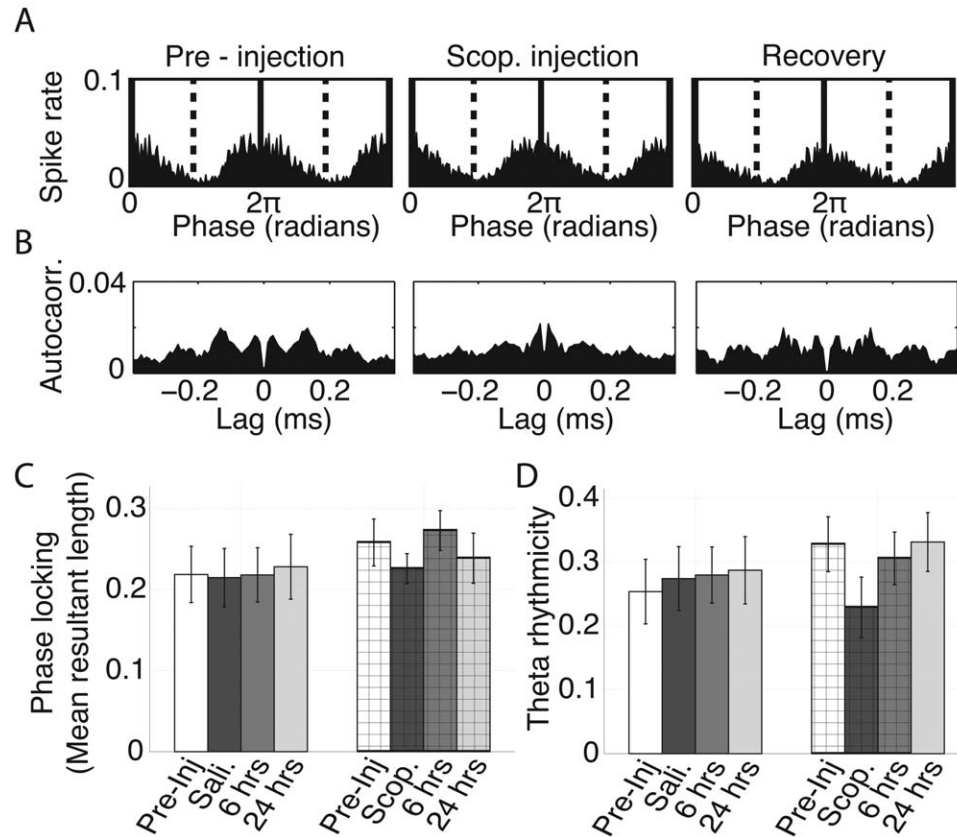 A
Pre - injection
Scop. injection
Recovery
Spike rate
0.1
0
0
2π
2π
2π
Phase (radians)
Phase (radians)
Phase (radians)
B
Autocaorr.
0.04
0
−0.2
0
0.2
−0.2
0
0.2
−0.2
0
0.2
Lag (ms)
Lag (ms)
Lag (ms)
C
Phase locking
(Mean resultant length)
0.3
0.2
0.1
0
Pre-Inj
Sali.
6 hrs
24 hrs
Pre-Inj
Scop.
6 hrs
24 hrs
D
Theta rhythmicity
0.4
0.3
0.2
0.1
0
Pre-Inj
Sali.
6 hrs
24 hrs
Pre-Inj
Scop.
6 hrs
24 hrs